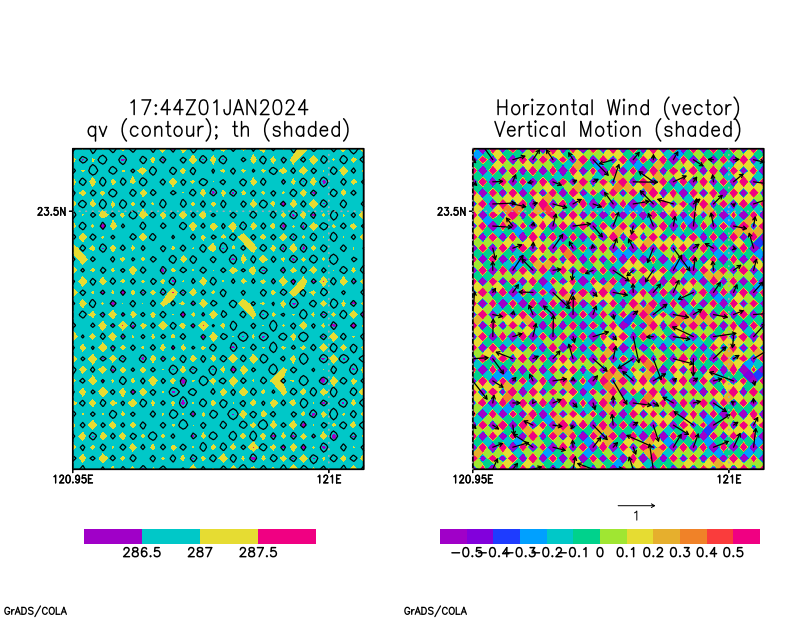 17:44Z01JAN2024
qv (contour); th (shaded)
23.5N
120.95E
121E
286.5
287
287.5
GrADS/COLA
Horizontal Wind (vector)
Vertical Motion (shaded)
23.5N
120.95E
121E
1
-0.5 -0.4 -0.3 -0.2 -0.1 0 0.1 0.2 0.3 0.4 0.5
GrADS/COLA